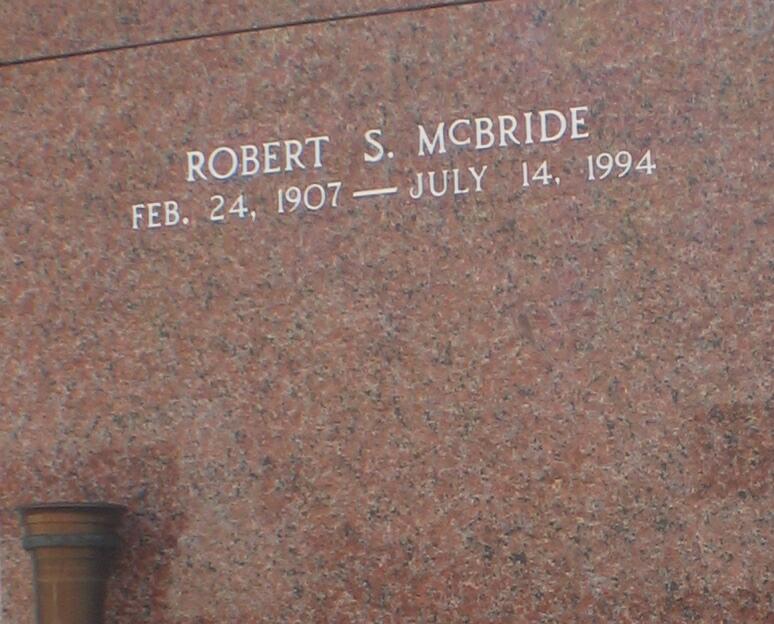 ROBERT S. McBRIDE
FEB. 24, 1907 — JULY 14, 1994